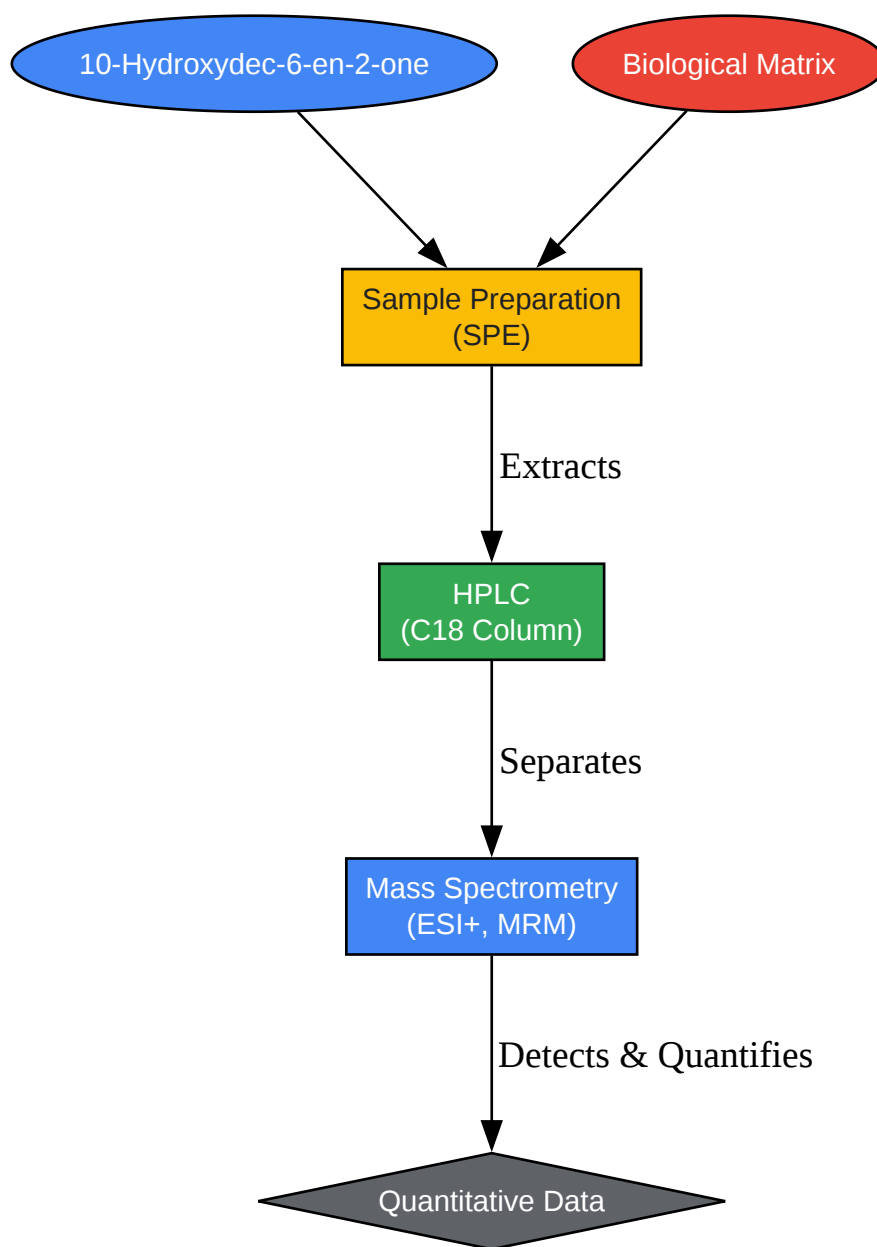 10-Hydroxydec-6-en-2-one
Biological Matrix
Sample Preparation
(SPE)
Extracts
HPLC
(C18 Column)
Separates
Mass Spectrometry
(ESI+, MRM)
Detects & Quantifies
Quantitative Data